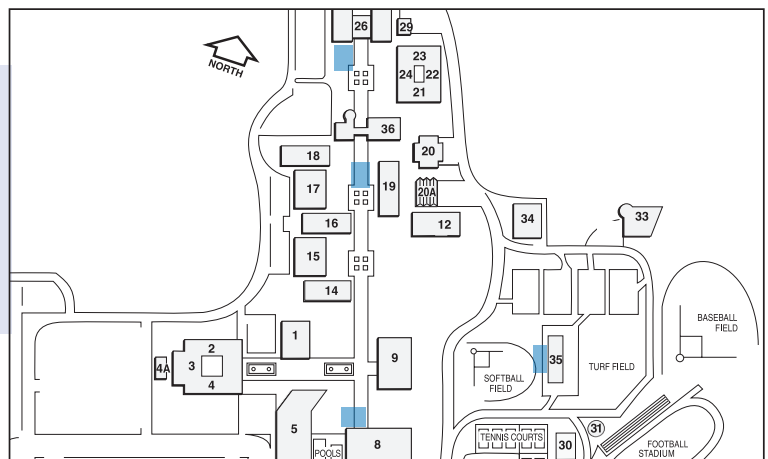 26
29
NORTH
23
24
22
21
36
18
20
17
19
20A
16
12
34
33
15
14
BASEBALL
FIELD
1
2
3
4A
4
9
35
TURF FIELD
SOFTBALL
FIELD
5
8
POOLS
TENNIS COURTS
30
31
FOOTBALL
STADIUM